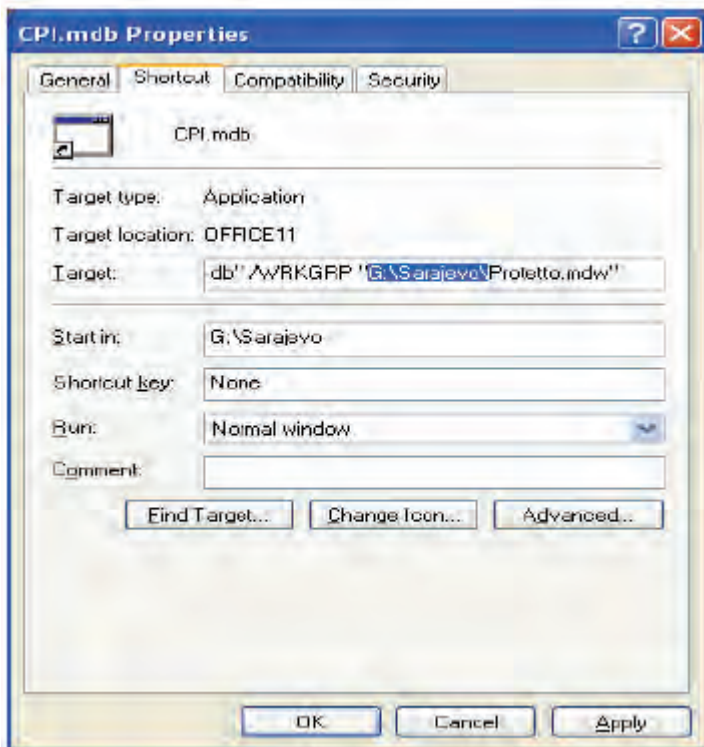 CPI.mdb Properties
General Shortcut Compatibility Security
CPI.mdb
Target type: Application
Target location: OFFICE11
Target: db" /WRKGRP "G:\Sarajevo\Protetto.mdw"
Start in: G:\Sarajevo
Shortcut key: None
Run: Normal window
Comment:
Find Target... Change Icon... Advanced...
OK Cancel Apply